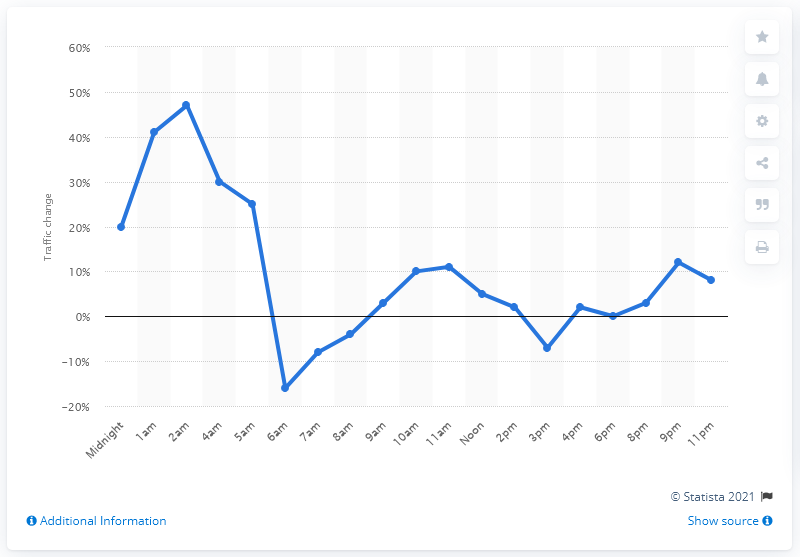 60%
50%
40%
30%
20%
10%
0%
−10%
−20%
Traffic change
Midnight
1am
2am
4am
5am
6am
7am
8am
9am
10am
11am
Noon
2pm
3pm
4pm
6pm
8pm
9pm
11pm
© Statista 2021
Additional Information
Show source